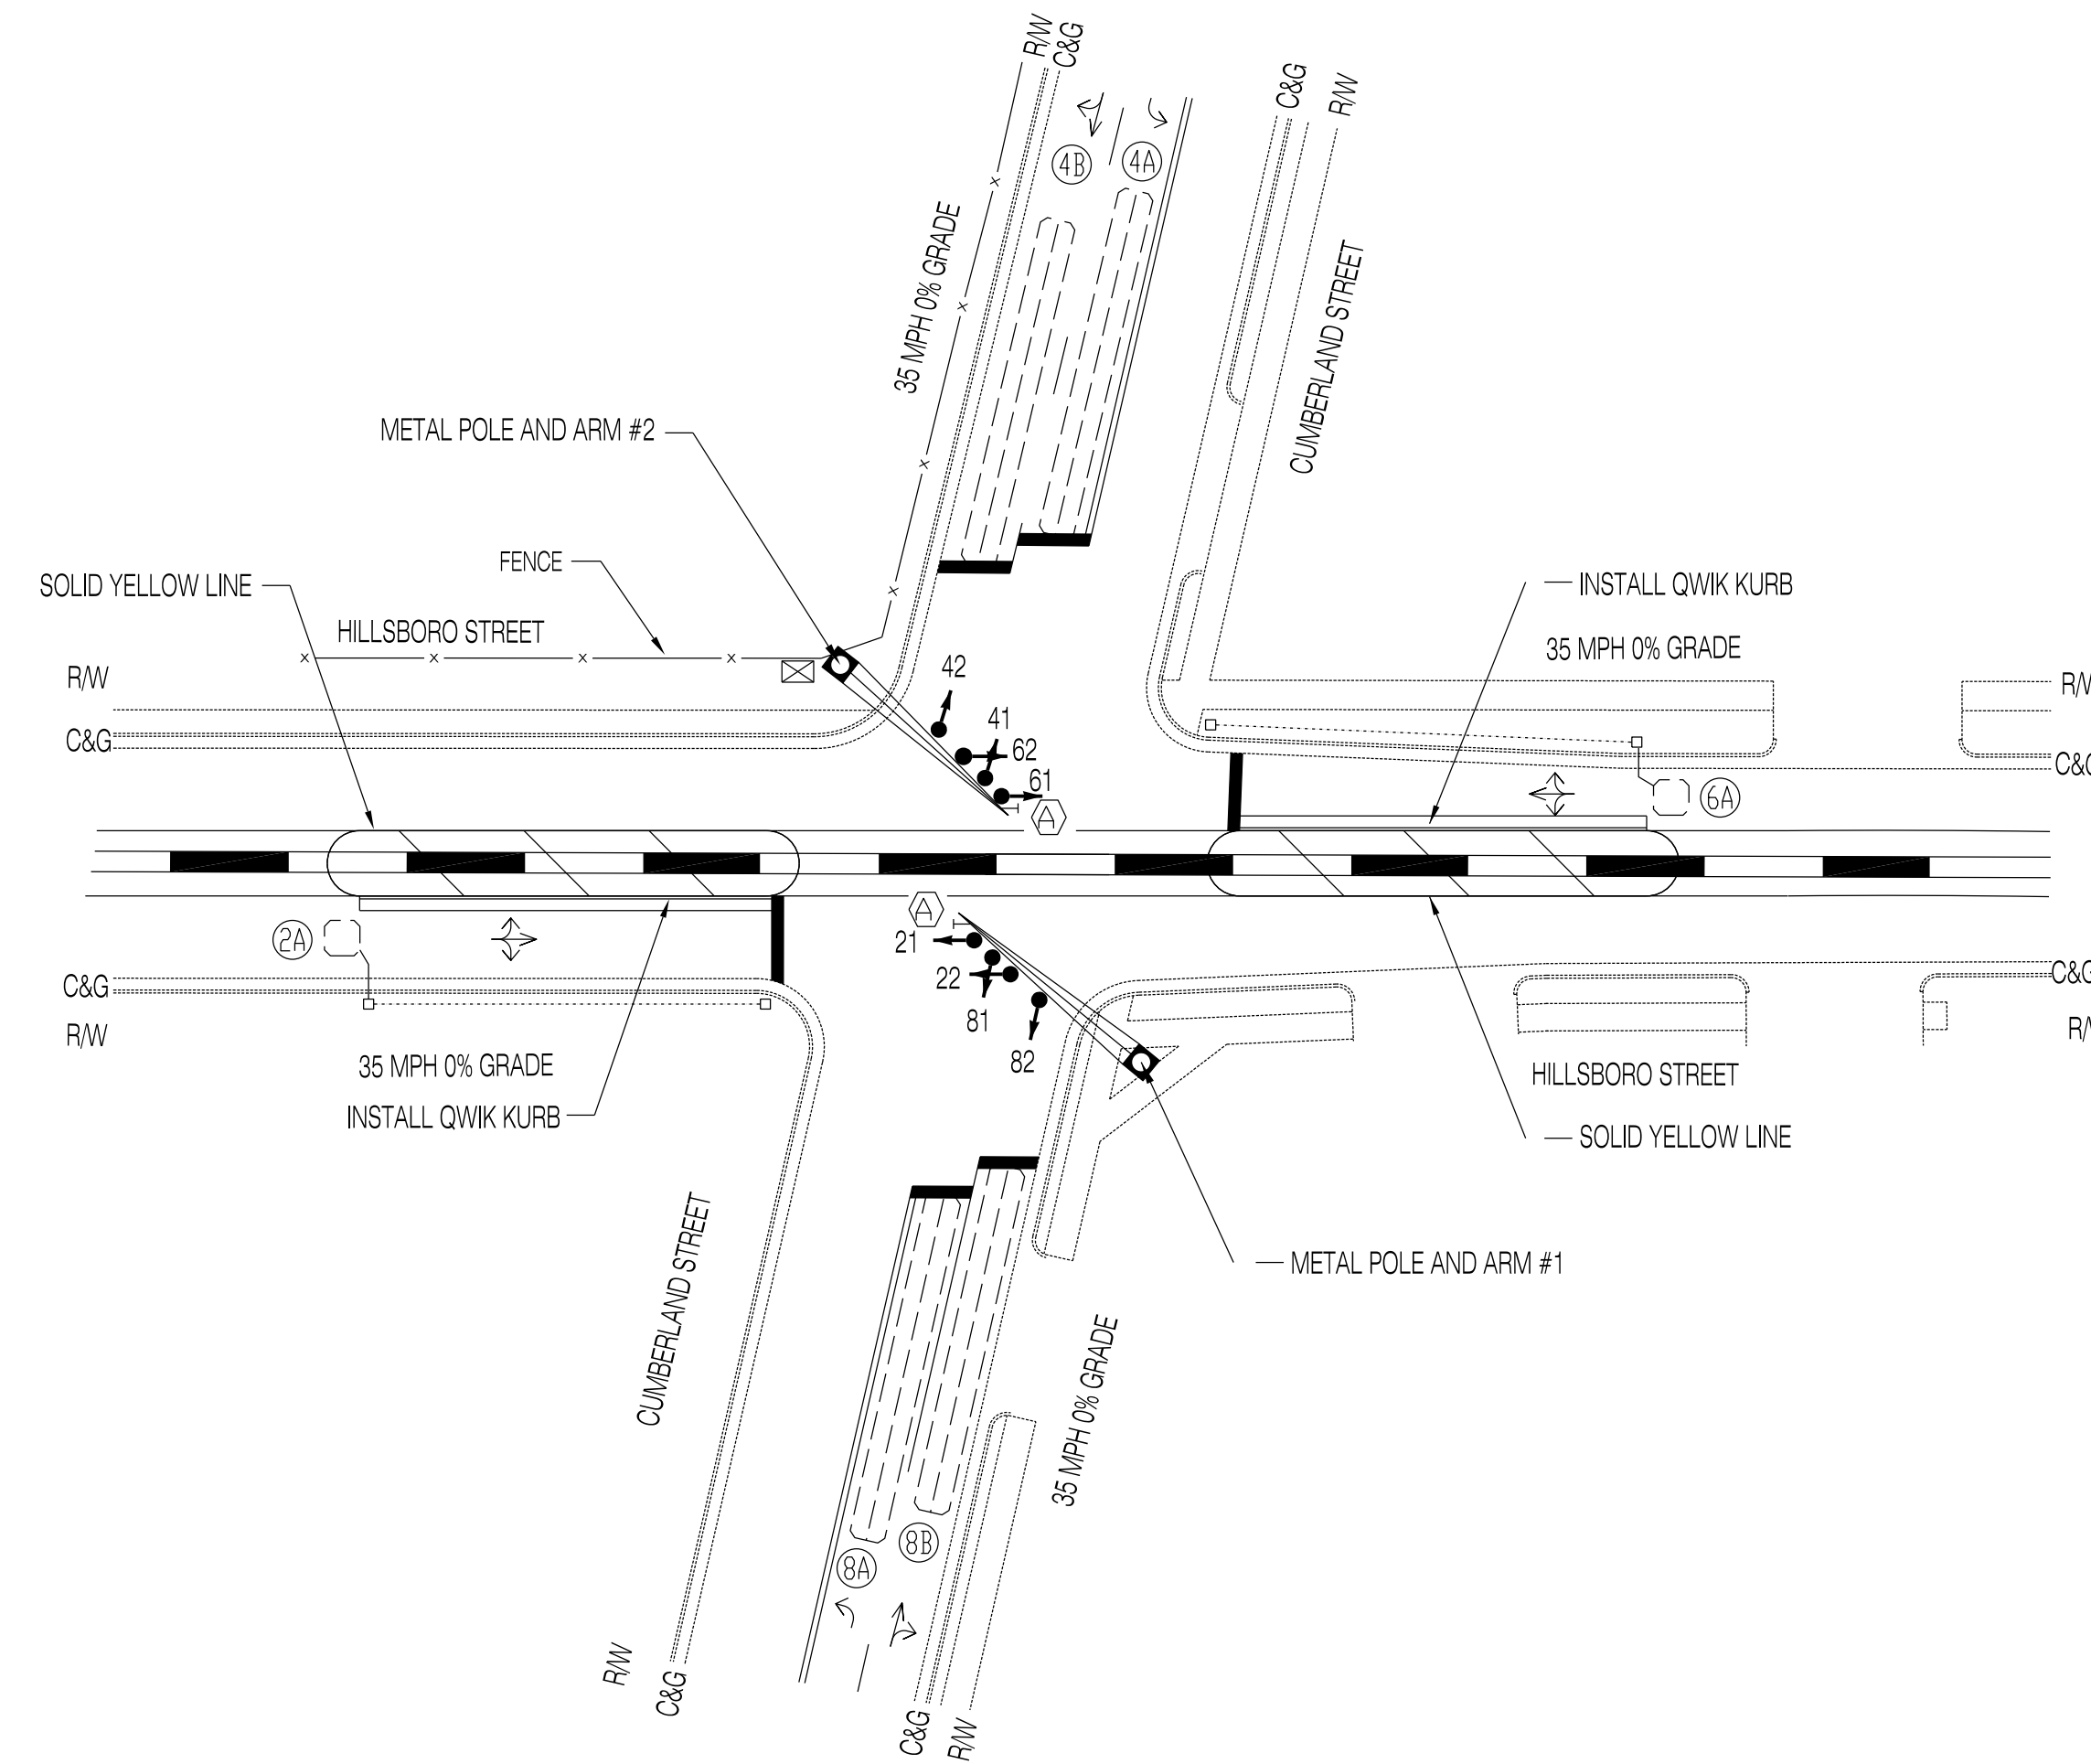 R/W
C&G
C&G
R/W
4B
4A
35 MPH 0% GRADE
CUMBERLAND STREET
METAL POLE AND ARM #2
FENCE
SOLID YELLOW LINE
HILLSBORO STREET
INSTALL QWIK KURB
35 MPH 0% GRADE
R/W
C&G
42
41
62
61
A
6A
C&G
A
21
22
81
82
2A
C&G
R/W
C&G
35 MPH 0% GRADE
INSTALL QWIK KURB
HILLSBORO STREET
SOLID YELLOW LINE
METAL POLE AND ARM #1
CUMBERLAND STREET
35 MPH 0% GRADE
8B
8A
R/W
C&G
C&G
R/W